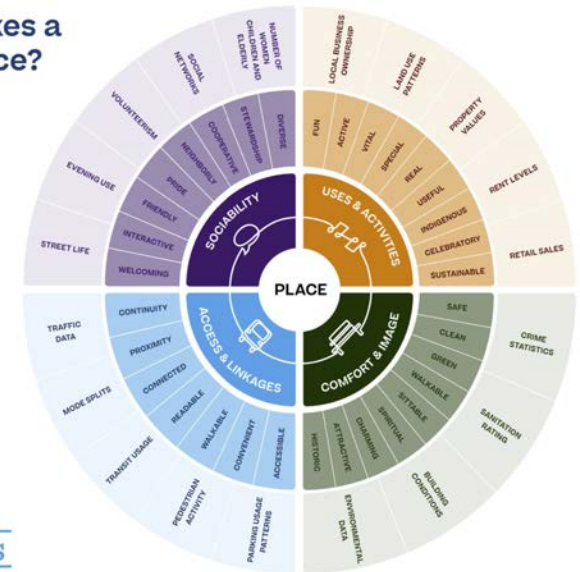 kes a
ce?
NUMBER OF
WOMEN
CHILDREN AND
ELDERLY
SOCIAL
NETWORKS
VOLUNTEERISM
EVENING USE
STREET LIFE
DIVERSE
STEWARDSHIP
COOPERATIVE
NEIGHBORLY
PRIDE
FRIENDLY
INTERACTIVE
WELCOMING
SOCIABILITY
LOCAL BUSINESS
OWNERSHIP
LAND USE
PATTERNS
PROPERTY
VALUES
RENT LEVELS
RETAIL SALES
FUN
ACTIVE
VITAL
SPECIAL
REAL
USEFUL
INDIGENOUS
CELEBRATORY
SUSTAINABLE
USES & ACTIVITIES
PLACE
ACCESS & LINKAGES
CONTINUITY
PROXIMITY
CONNECTED
READABLE
WALKABLE
CONVENIENT
ACCESSIBLE
TRAFFIC
DATA
MODE SPLITS
TRANSIT USAGE
PEDESTRIAN
ACTIVITY
PARKING USAGE
PATTERNS
COMFORT & IMAGE
SAFE
CLEAN
GREEN
WALKABLE
SITTABLE
SPIRITUAL
CHARMING
ATTRACTIVE
HISTORIC
CRIME
STATISTICS
SANITATION
RATING
BUILDING
CONDITIONS
ENVIRONMENTAL
DATA